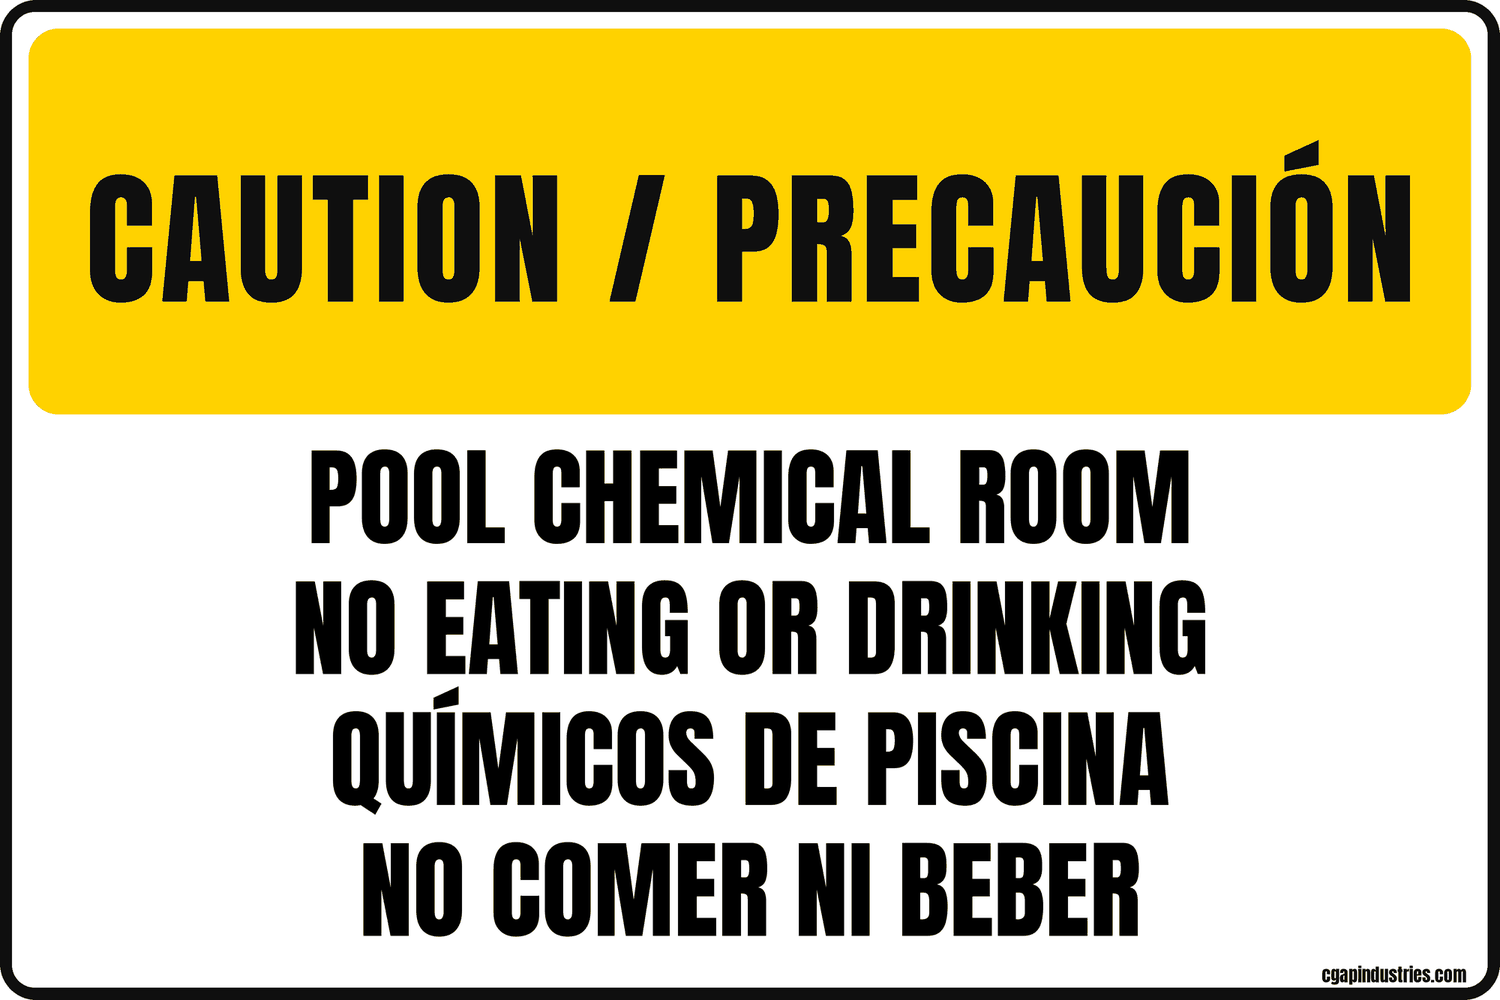 CAUTION / PRECAUCIÓN
POOL CHEMICAL ROOM
NO EATING OR DRINKING
QUÍMICOS DE PISCINA
NO COMER NI BEBER
cgapindustries.com